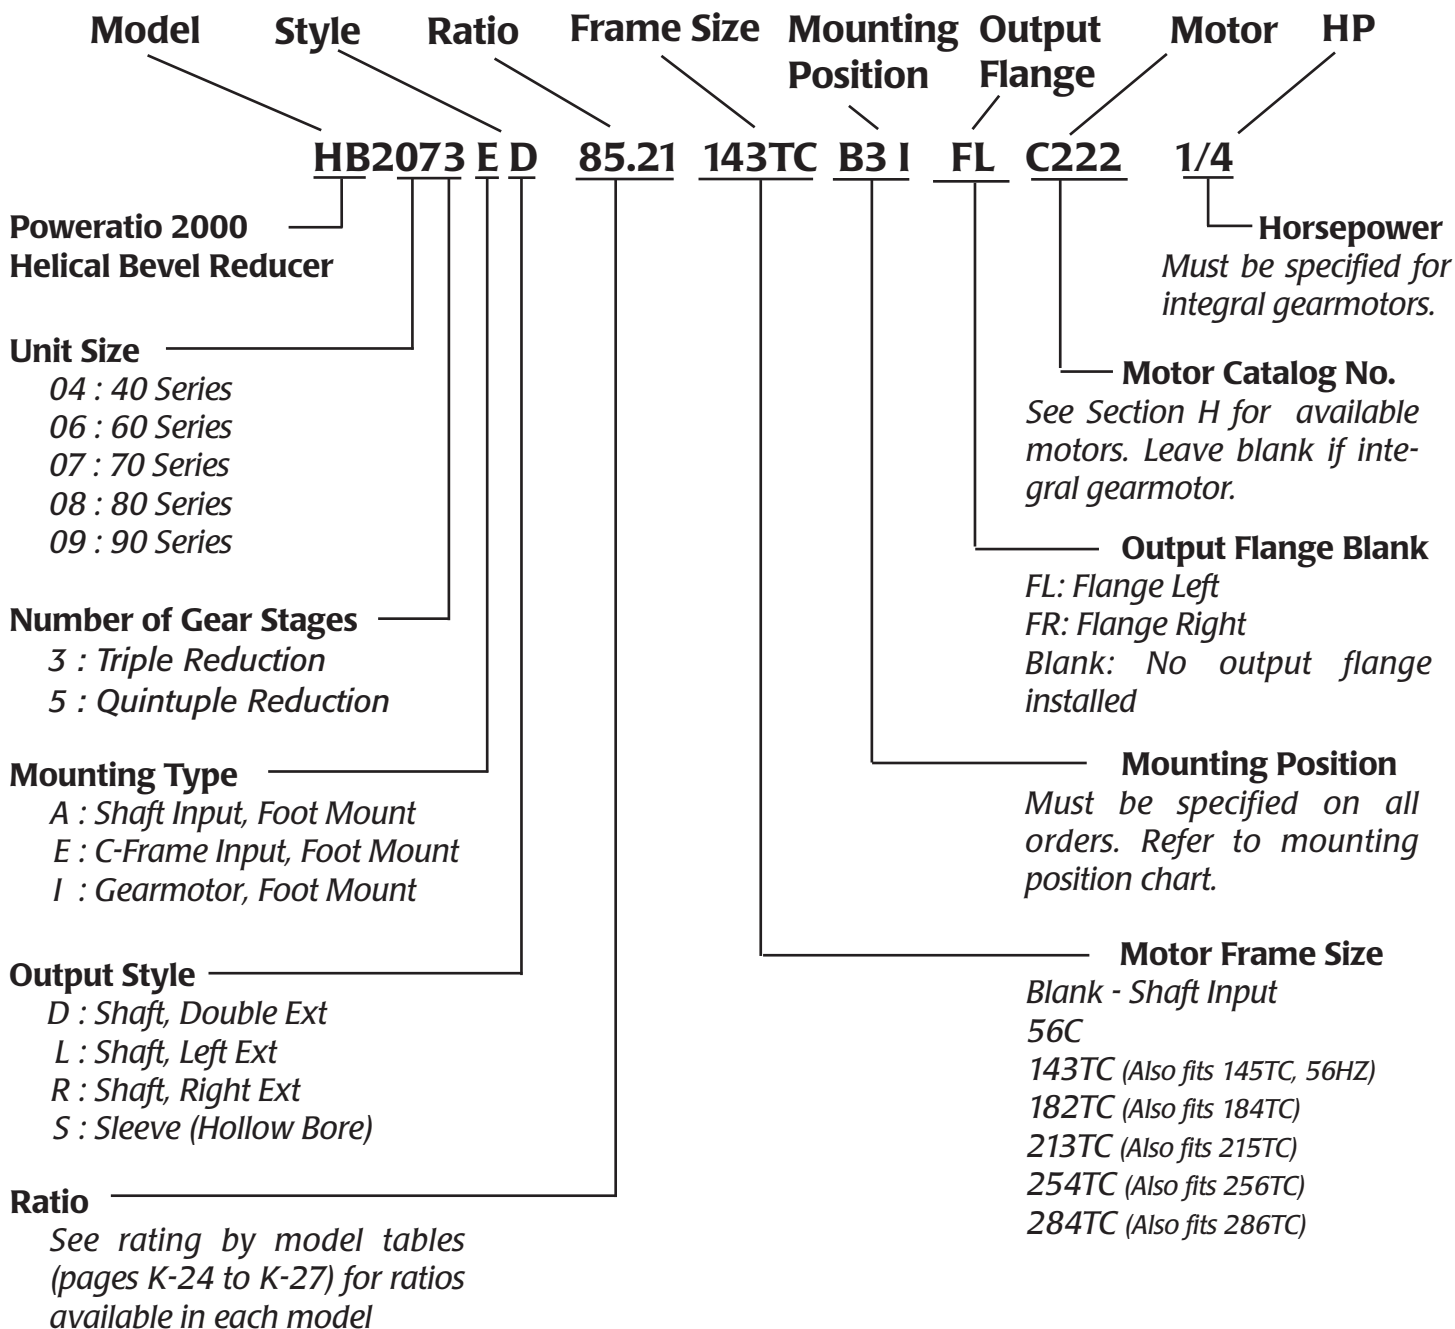 Model Style Ratio Frame Size Mounting Position Output Flange Motor HP
HB2073 E D 85.21 143TC B3 I FL C222 1/4
Poweratio 2000
Helical Bevel Reducer
Unit Size
04 : 40 Series
06 : 60 Series
07 : 70 Series
08 : 80 Series
09 : 90 Series
Number of Gear Stages
3 : Triple Reduction
5 : Quintuple Reduction
Mounting Type
A : Shaft Input, Foot Mount
E : C-Frame Input, Foot Mount
I : Gearmotor, Foot Mount
Output Style
D : Shaft, Double Ext
L : Shaft, Left Ext
R : Shaft, Right Ext
S : Sleeve (Hollow Bore)
Ratio
See rating by model tables
(pages K-24 to K-27) for ratios
available in each model
Horsepower
Must be specified for
integral gearmotors.
Motor Catalog No.
See Section H for available
motors. Leave blank if inte-
gral gearmotor.
Output Flange Blank
FL: Flange Left
FR: Flange Right
Blank: No output flange
installed
Mounting Position
Must be specified on all
orders. Refer to mounting
position chart.
Motor Frame Size
Blank - Shaft Input
56C
143TC (Also fits 145TC, 56HZ)
182TC (Also fits 184TC)
213TC (Also fits 215TC)
254TC (Also fits 256TC)
284TC (Also fits 286TC)